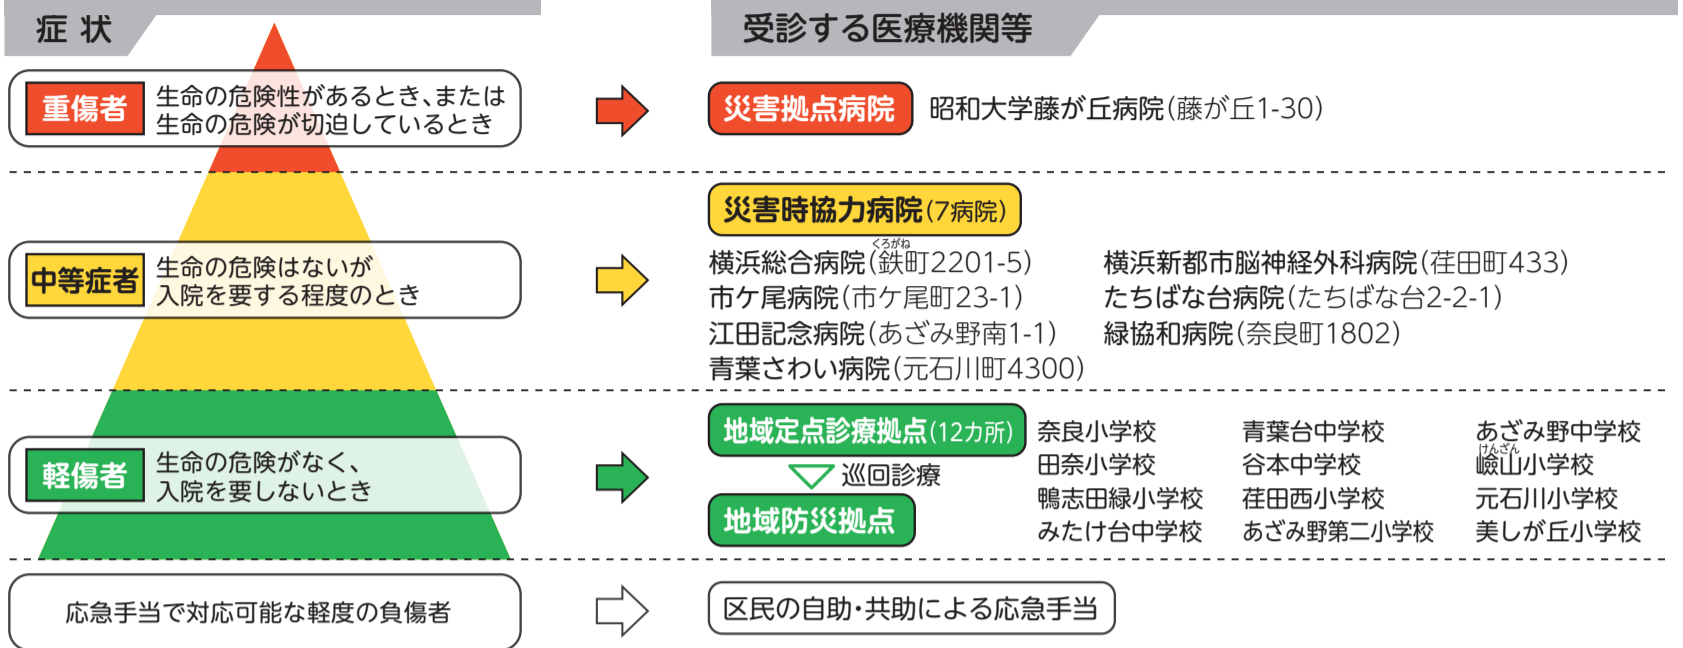 症状
受診する医療機関等
重傷者
生命の危険性があるとき、または
生命の危険が切迫しているとき
災害拠点病院
昭和大学藤が丘病院(藤が丘1-30)
中等症者
生命の危険はないが
入院を要する程度のとき
災害時協力病院(7病院)
くろがね
横浜総合病院(鉄町2201-5)
市ケ尾病院(市ケ尾町23-1)
江田記念病院(あざみ野南1-1)
青葉さわい病院(元石川町4300)
横浜新都市脳神経外科病院(荏田町433)
たちばな台病院(たちばな台2-2-1)
緑協和病院(奈良町1802)
軽傷者
生命の危険がなく、
入院を要しないとき
地域定点診療拠点(12カ所)
巡回診療
地域防災拠点
奈良小学校
田奈小学校
鴨志田緑小学校
みたけ台中学校
青葉台中学校
谷本中学校
荏田西小学校
あざみ野第二小学校
あざみ野中学校
けんざん
嶮山小学校
元石川小学校
美しが丘小学校
応急手当で対応可能な軽度の負傷者
区民の自助・共助による応急手当